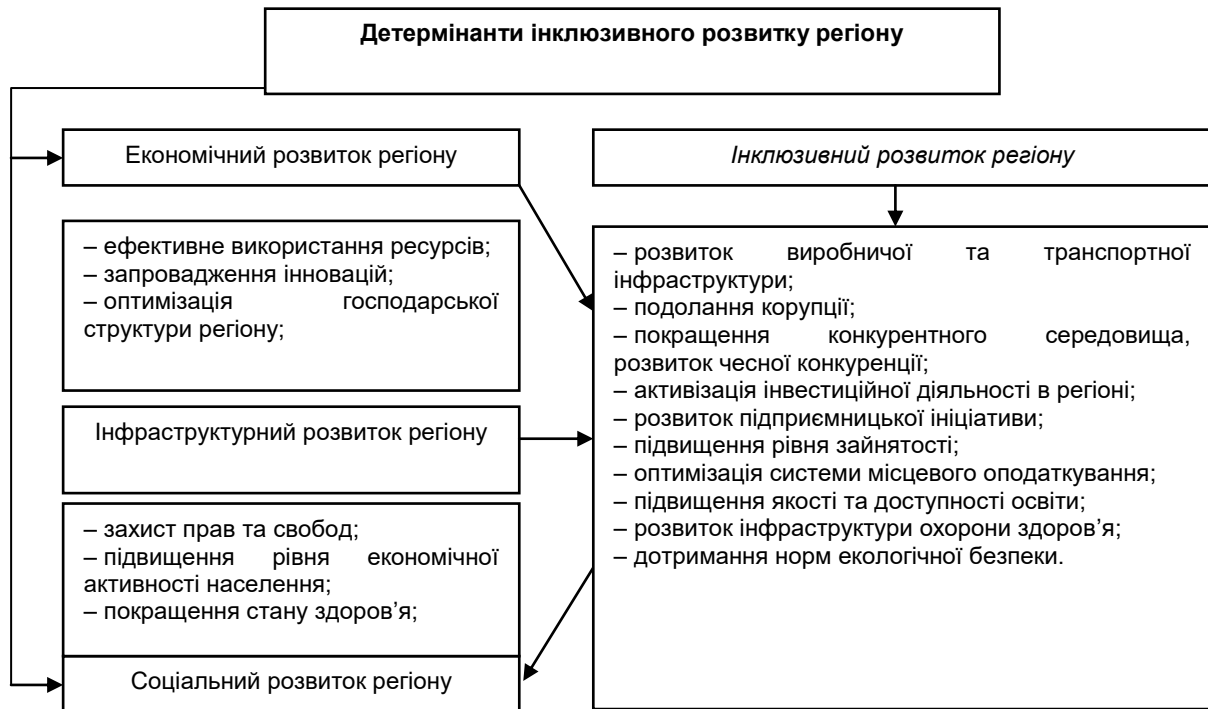 Детермінанти інклюзивного розвитку регіону
Економічний розвиток регіону
– ефективне використання ресурсів;
– запровадження інновацій;
– оптимізація господарської
структури регіону;
Інфраструктурний розвиток регіону
– захист прав та свобод;
– підвищення рівня економічної
активності населення;
– покращення стану здоров’я;
Соціальний розвиток регіону
Інклюзивний розвиток регіону
– розвиток виробничої та транспортної
інфраструктури;
– подолання корупції;
– покращення конкурентного середовища,
розвиток чесної конкуренції;
– активізація інвестиційної діяльності в регіоні;
– розвиток підприємницької ініціативи;
– підвищення рівня зайнятості;
– оптимізація системи місцевого оподаткування;
– підвищення якості та доступності освіти;
– розвиток інфраструктури охорони здоров’я;
– дотримання норм екологічної безпеки.